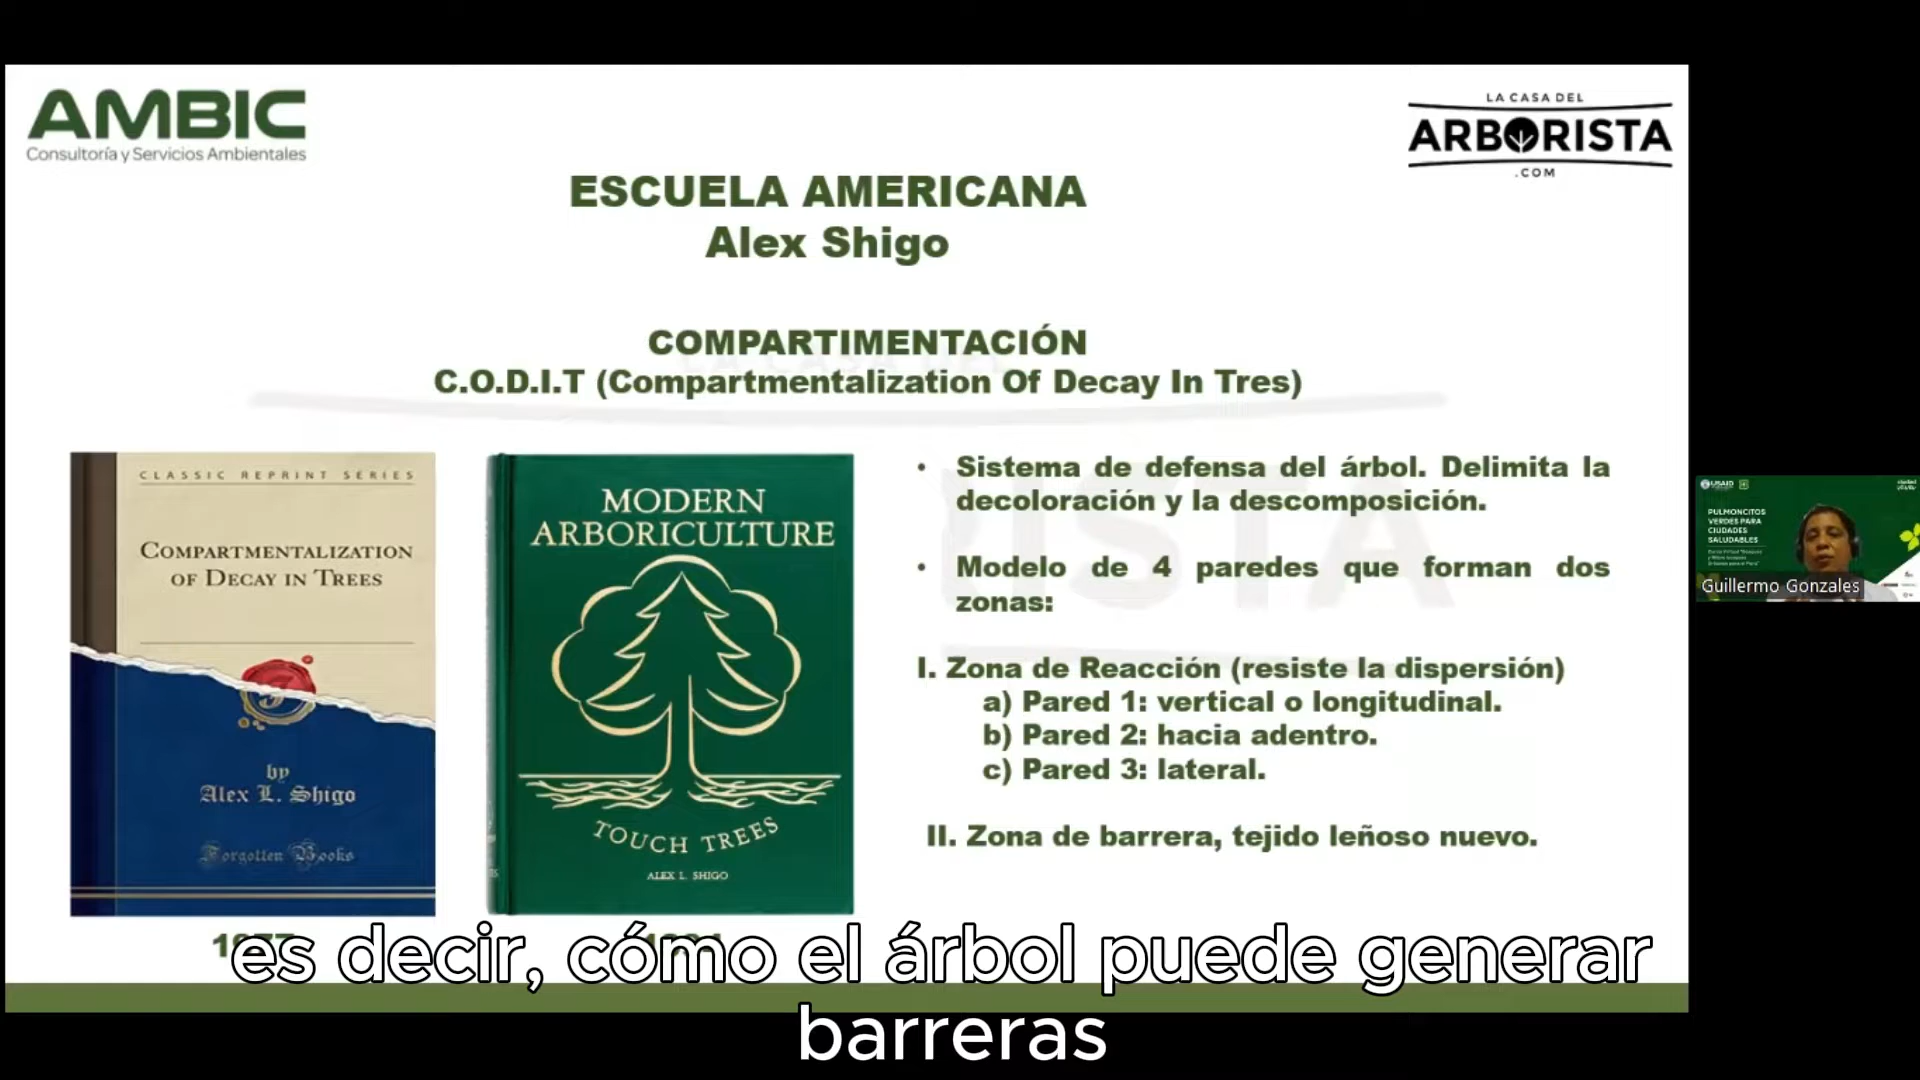 AMBIC
Consultoría y Servicios Ambientales
LA CASA DEL
ARBORISTA
.COM
ESCUELA AMERICANA
Alex Shigo
COMPARTIMENTACIÓN
C.O.D.I.T (Compartmentalization Of Decay In Tres)
CLASSIC REPRINT SERIES
COMPARTMENTALIZATION
OF DECAY IN TREES
by
Alex L. Shigo
Forgotten Books
MODERN
ARBORICULTURE
TOUCH TREES
ALEX L. SHIGO
• Sistema de defensa del árbol. Delimita la
decoloración y la descomposición.
• Modelo de 4 paredes que forman dos
zonas:
I. Zona de Reacción (resiste la dispersión)
a) Pared 1: vertical o longitudinal.
b) Pared 2: hacia adentro.
c) Pared 3: lateral.
II. Zona de barrera, tejido leñoso nuevo.
USAID
PULMONCITOS
VERDES PARA
CIUDADES
SALUDABLES
Guillermo Gonzales
es decir, cómo el árbol puede generar
barreras